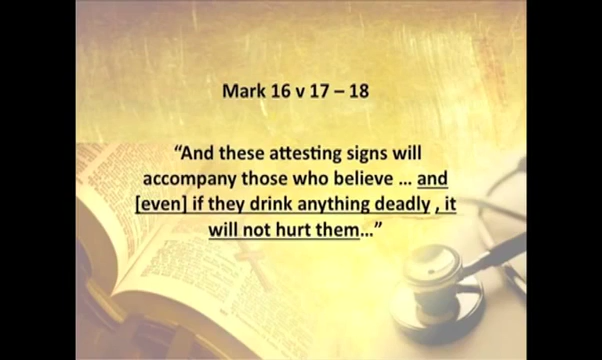 Mark 16 v 17 – 18
“And these attesting signs will
accompany those who believe ... and
[even] if they drink anything deadly , it
will not hurt them...”